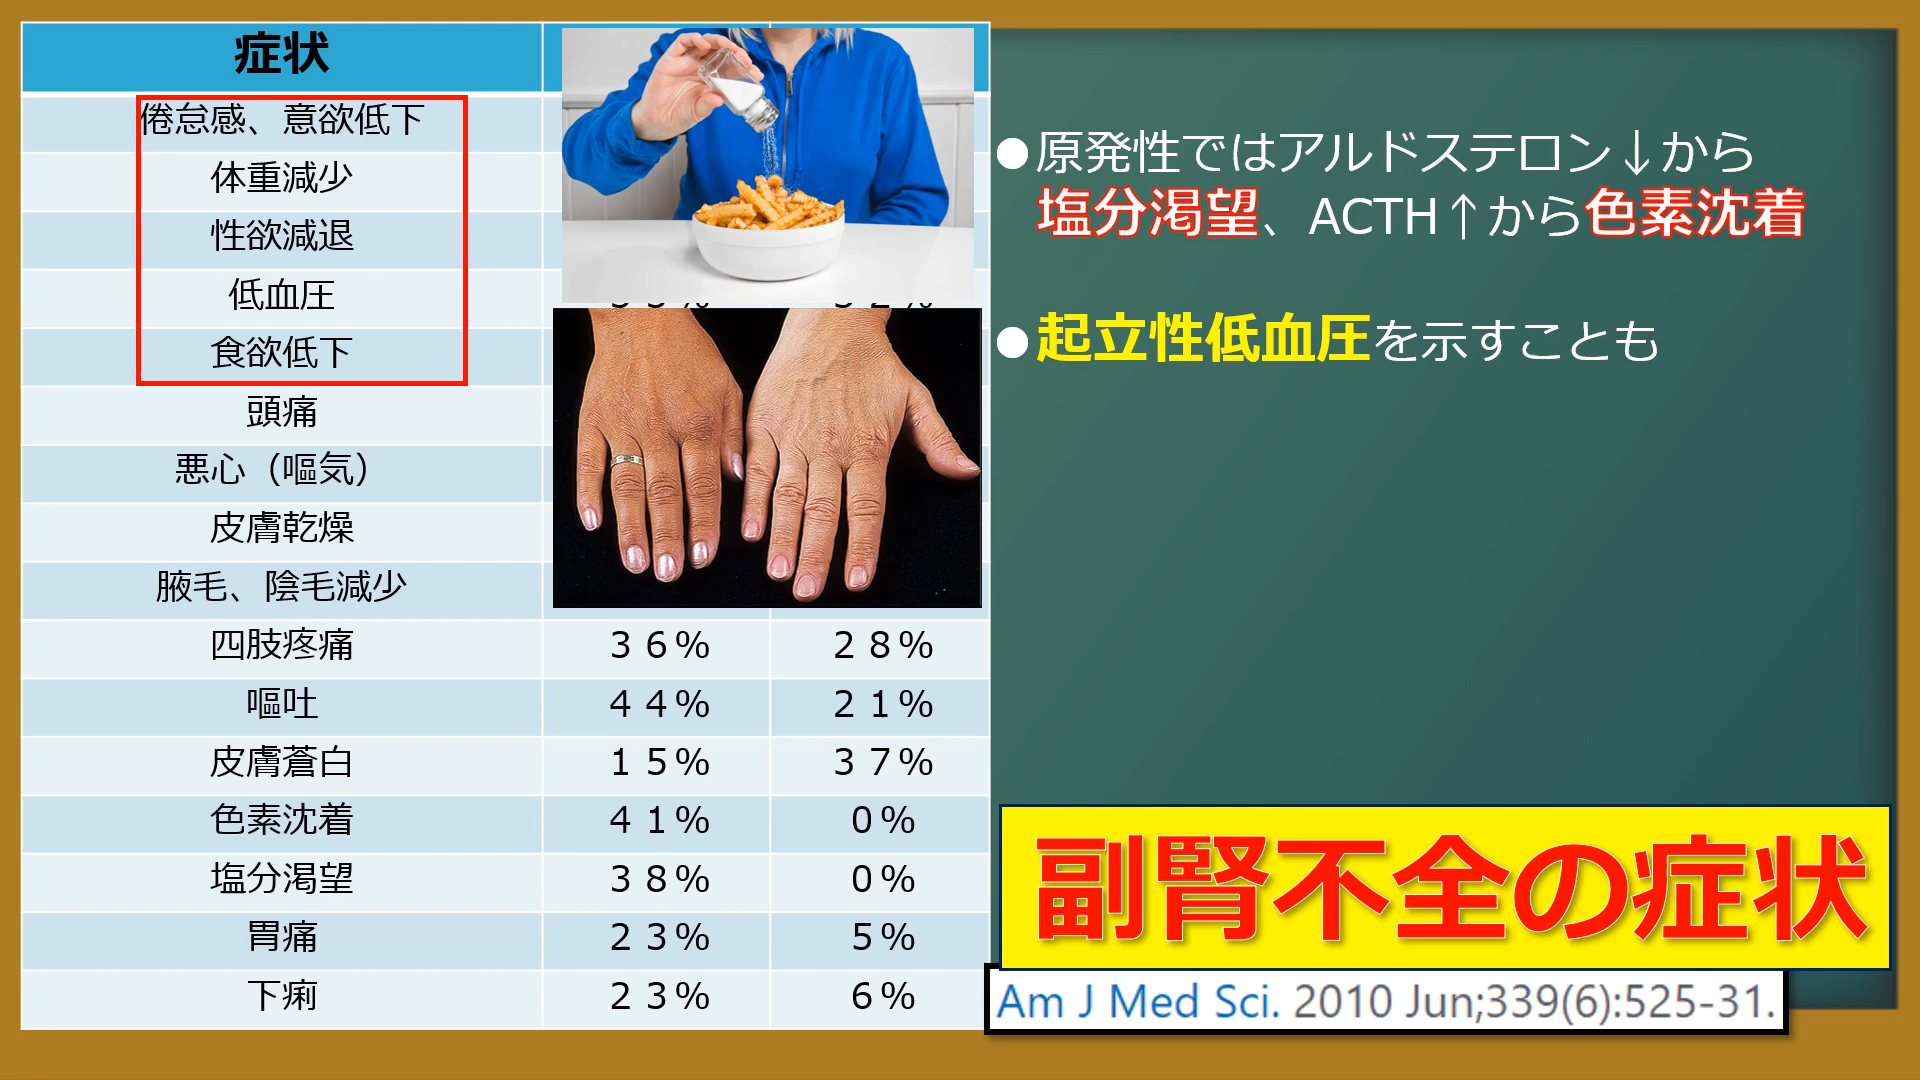 症状
倦怠感、意欲低下
体重減少
性欲減退
低血圧
食欲低下
頭痛
悪心（嘔気）
皮膚乾燥
腋毛、陰毛減少
四肢疼痛 ３６% ２８%
嘔吐 ４４% ２１%
皮膚蒼白 １５% ３７%
色素沈着 ４１% ０%
塩分渇望 ３８% ０%
胃痛 ２３% ５%
下痢 ２３% ６%
●原発性ではアルドステロン↓から
塩分渇望、ACTH↑から色素沈着
●起立性低血圧を示すことも
副腎不全の症状
Am J Med Sci. 2010 Jun;339(6):525-31.